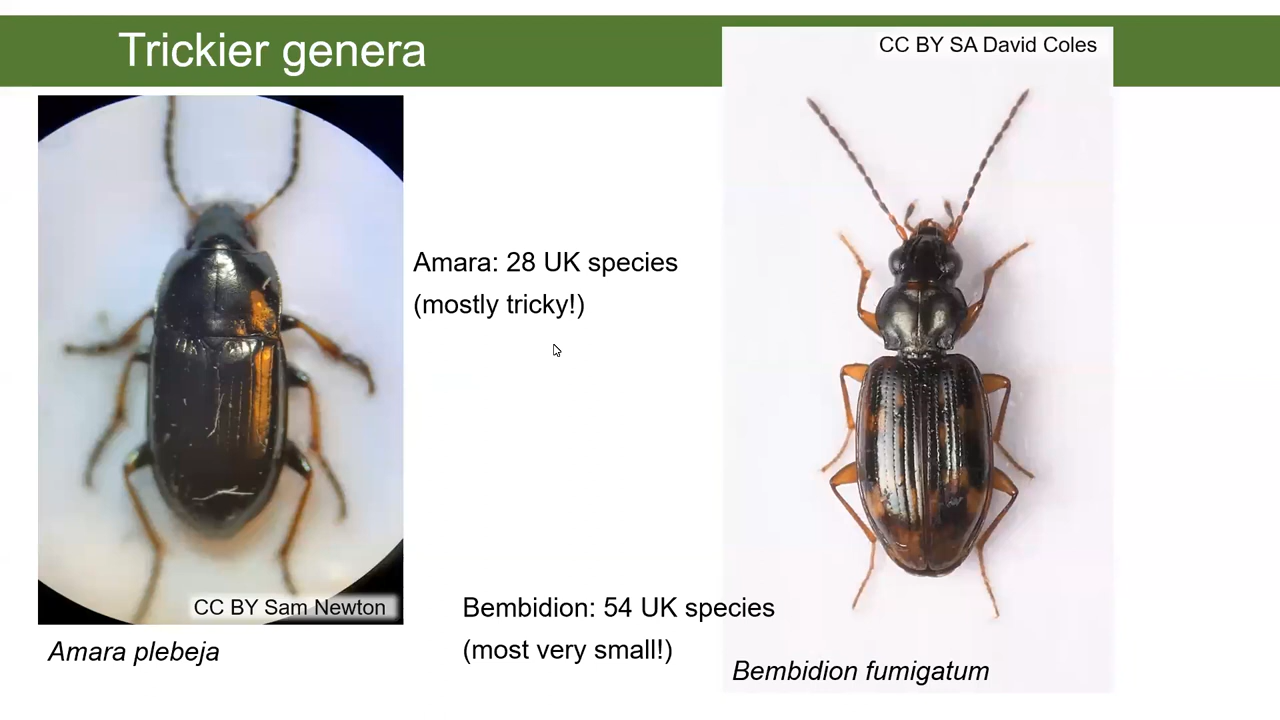 Trickier genera
CC BY SA David Coles
Amara: 28 UK species
(mostly tricky!)
CC BY Sam Newton
Amara plebeja
Bembidion: 54 UK species
(most very small!)
Bembidion fumigatum